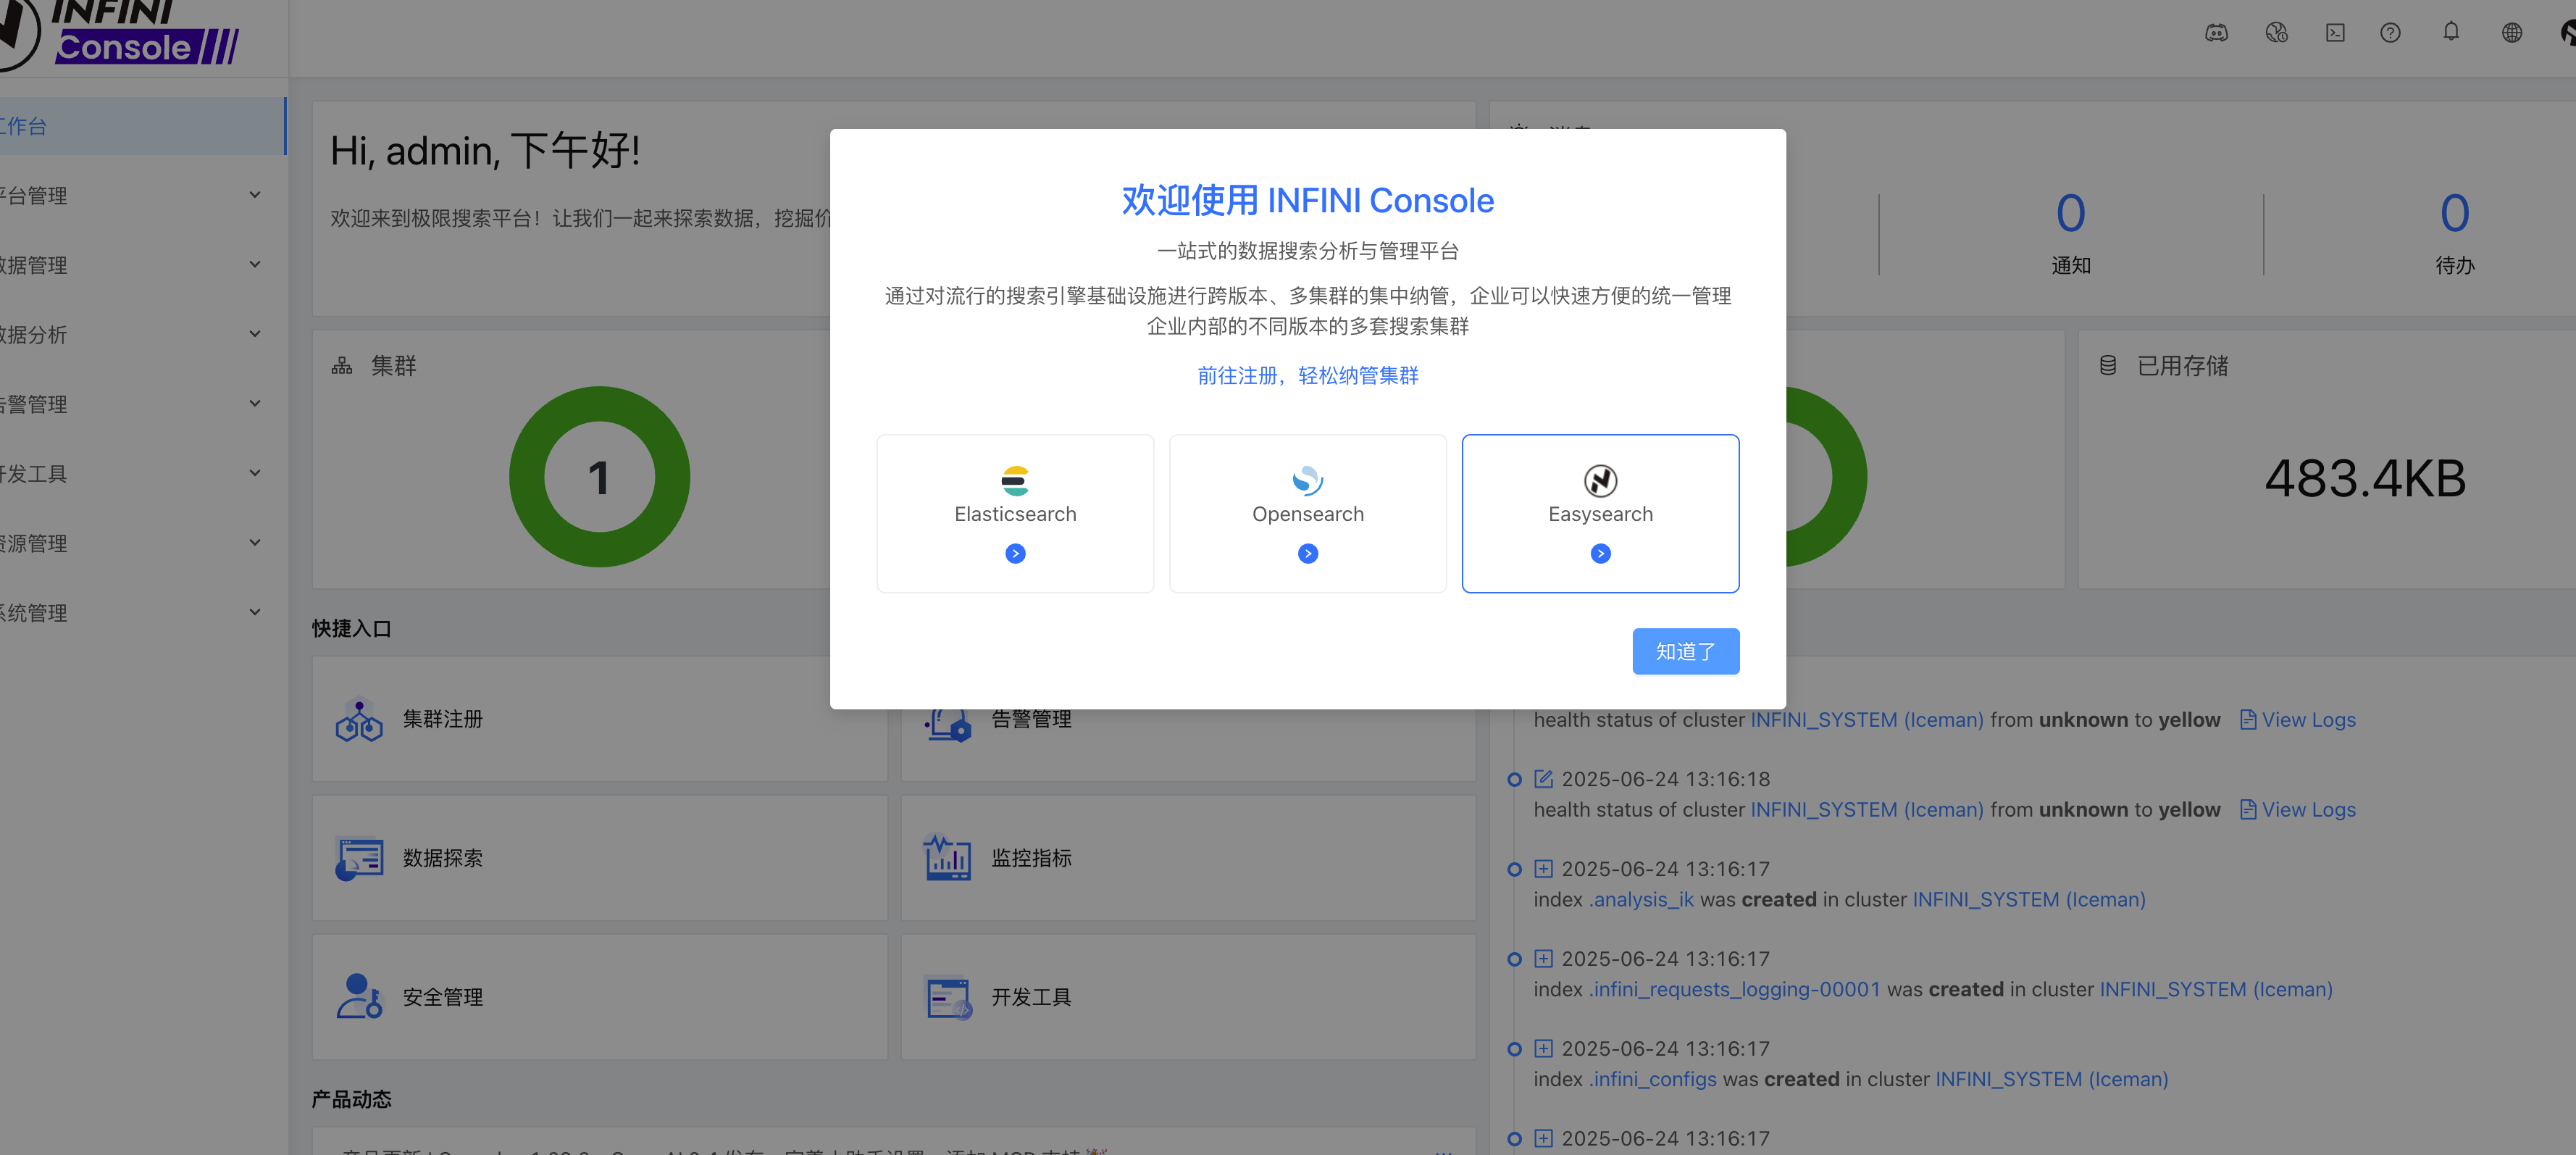 INFINI
Console
工作台
平台管理
数据管理
数据分析
告警管理
开发工具
资源管理
系统管理
Hi, admin, 下午好!
欢迎来到极限搜索平台！让我们一起来探索数据，挖掘价
0
通知
0
待办
集群
1
已用存储
483.4KB
欢迎使用 INFINI Console
一站式的数据搜索分析与管理平台
通过对流行的搜索引擎基础设施进行跨版本、多集群的集中纳管，企业可以快速方便的统一管理
企业内部的不同版本的多套搜索集群
前往注册，轻松纳管集群
Elasticsearch
Opensearch
Easysearch
知道了
快捷入口
集群注册
告警管理
数据探索
监控指标
安全管理
开发工具
产品动态
health status of cluster INFINI_SYSTEM (Iceman) from unknown to yellow View Logs
2025-06-24 13:16:18
health status of cluster INFINI_SYSTEM (Iceman) from unknown to yellow View Logs
2025-06-24 13:16:17
index .analysis_ik was created in cluster INFINI_SYSTEM (Iceman)
2025-06-24 13:16:17
index .infini_requests_logging-00001 was created in cluster INFINI_SYSTEM (Iceman)
2025-06-24 13:16:17
index .infini_configs was created in cluster INFINI_SYSTEM (Iceman)
2025-06-24 13:16:17